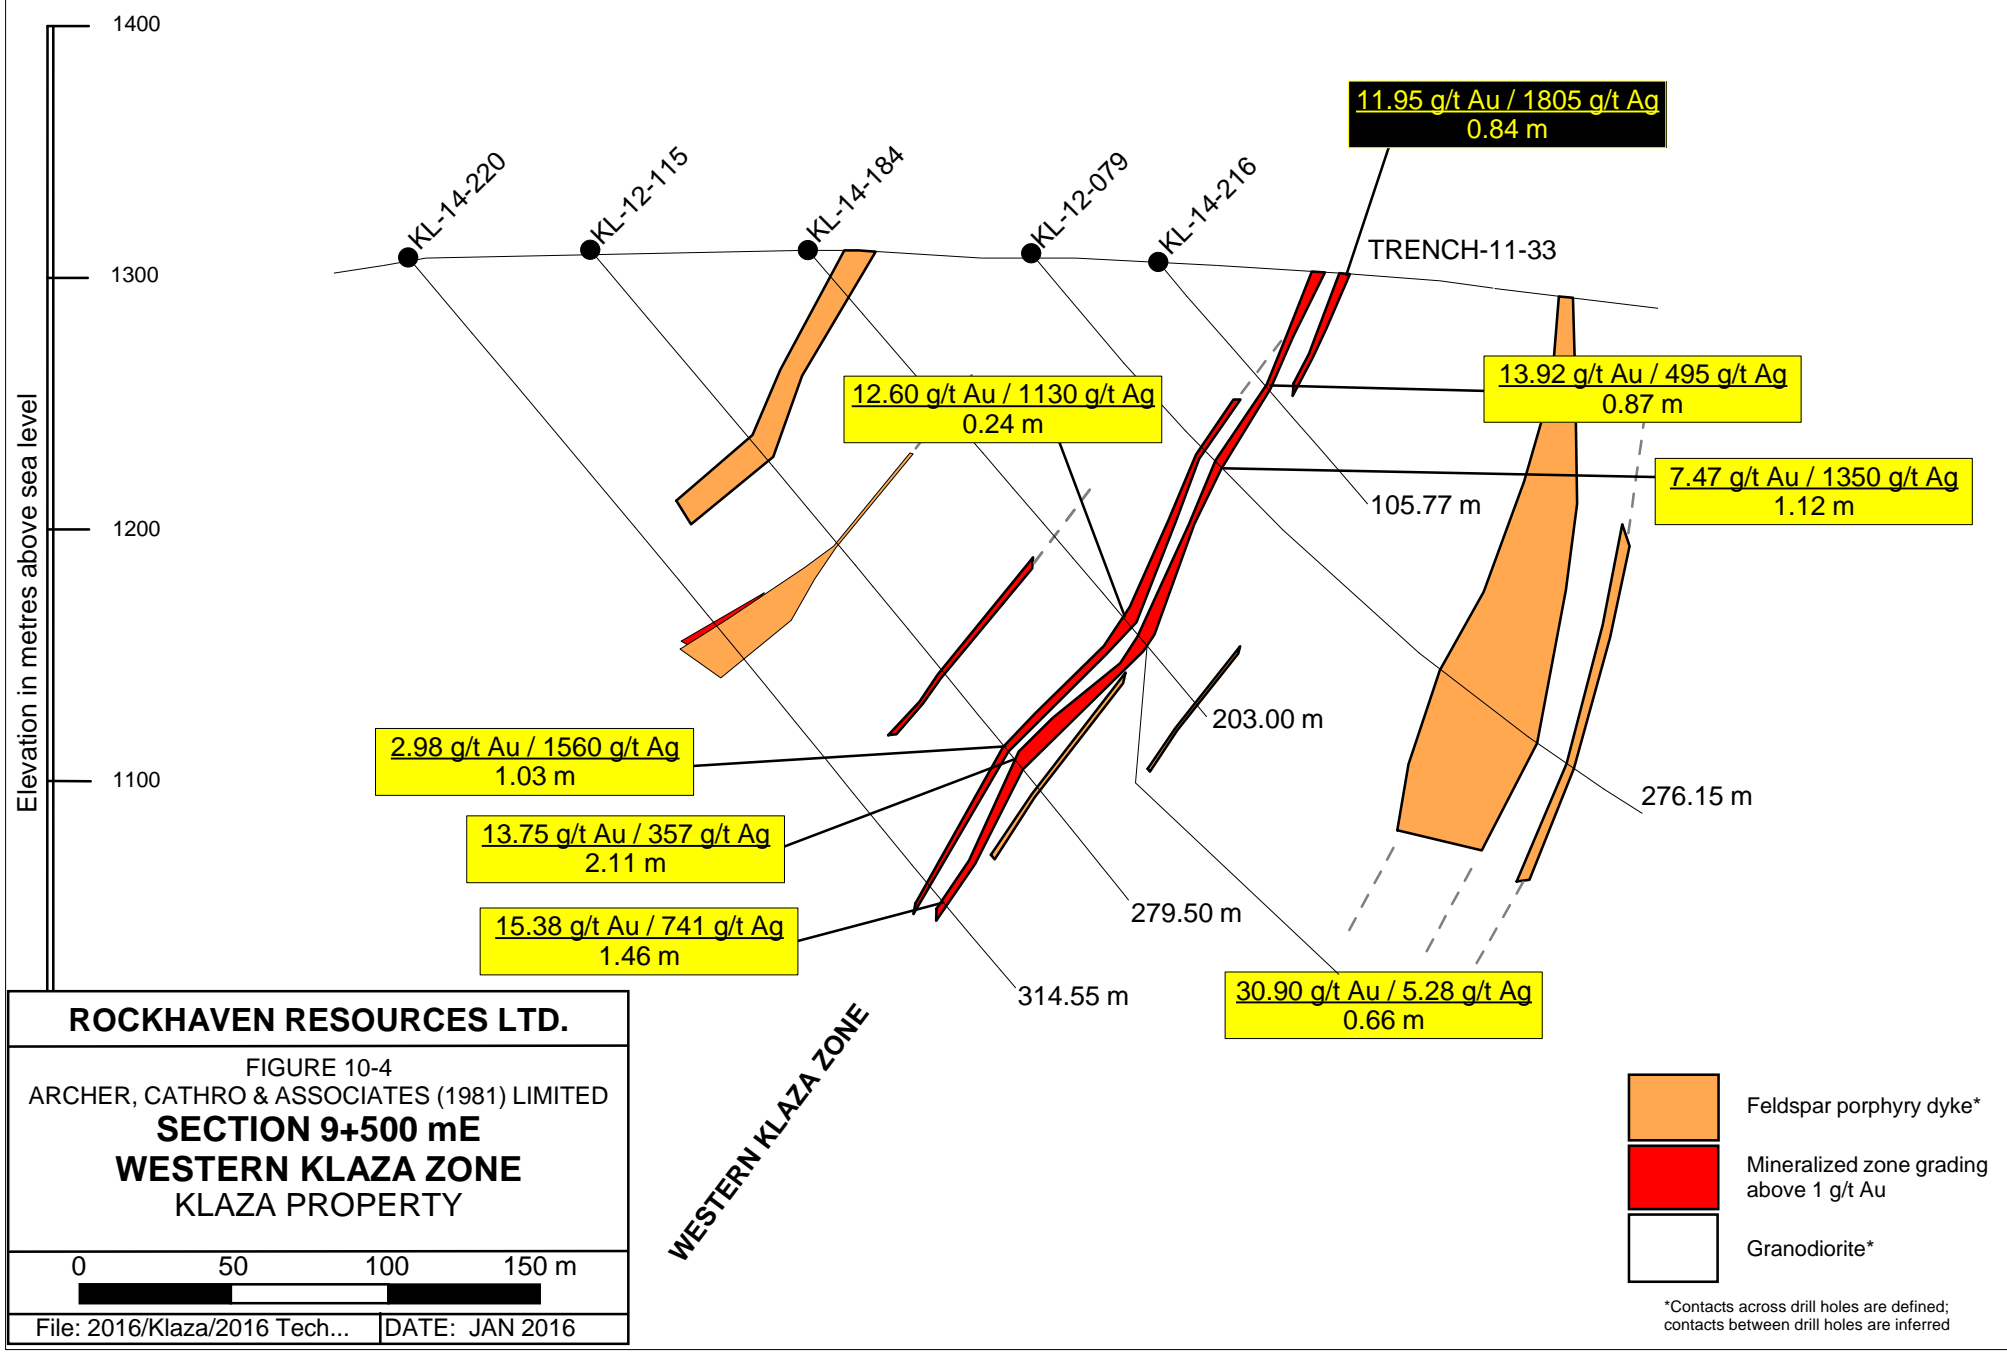 1400
1300
1200
1100
Elevation in metres above sea level
KL-14-220
KL-12-115
KL-14-184
KL-12-079
KL-14-216
11.95 g/t Au / 1805 g/t Ag
0.84 m
TRENCH-11-33
12.60 g/t Au / 1130 g/t Ag
0.24 m
13.92 g/t Au / 495 g/t Ag
0.87 m
7.47 g/t Au / 1350 g/t Ag
1.12 m
105.77 m
203.00 m
276.15 m
2.98 g/t Au / 1560 g/t Ag
1.03 m
13.75 g/t Au / 357 g/t Ag
2.11 m
15.38 g/t Au / 741 g/t Ag
1.46 m
279.50 m
314.55 m
30.90 g/t Au / 5.28 g/t Ag
0.66 m
WESTERN KLAZA ZONE
ROCKHAVEN RESOURCES LTD.
FIGURE 10-4
ARCHER, CATHRO & ASSOCIATES (1981) LIMITED
SECTION 9+500 mE
WESTERN KLAZA ZONE
KLAZA PROPERTY
0 50 100 150 m
File: 2016/Klaza/2016 Tech... DATE: JAN 2016
Feldspar porphyry dyke*
Mineralized zone grading
above 1 g/t Au
Granodiorite*
*Contacts across drill holes are defined;
contacts between drill holes are inferred